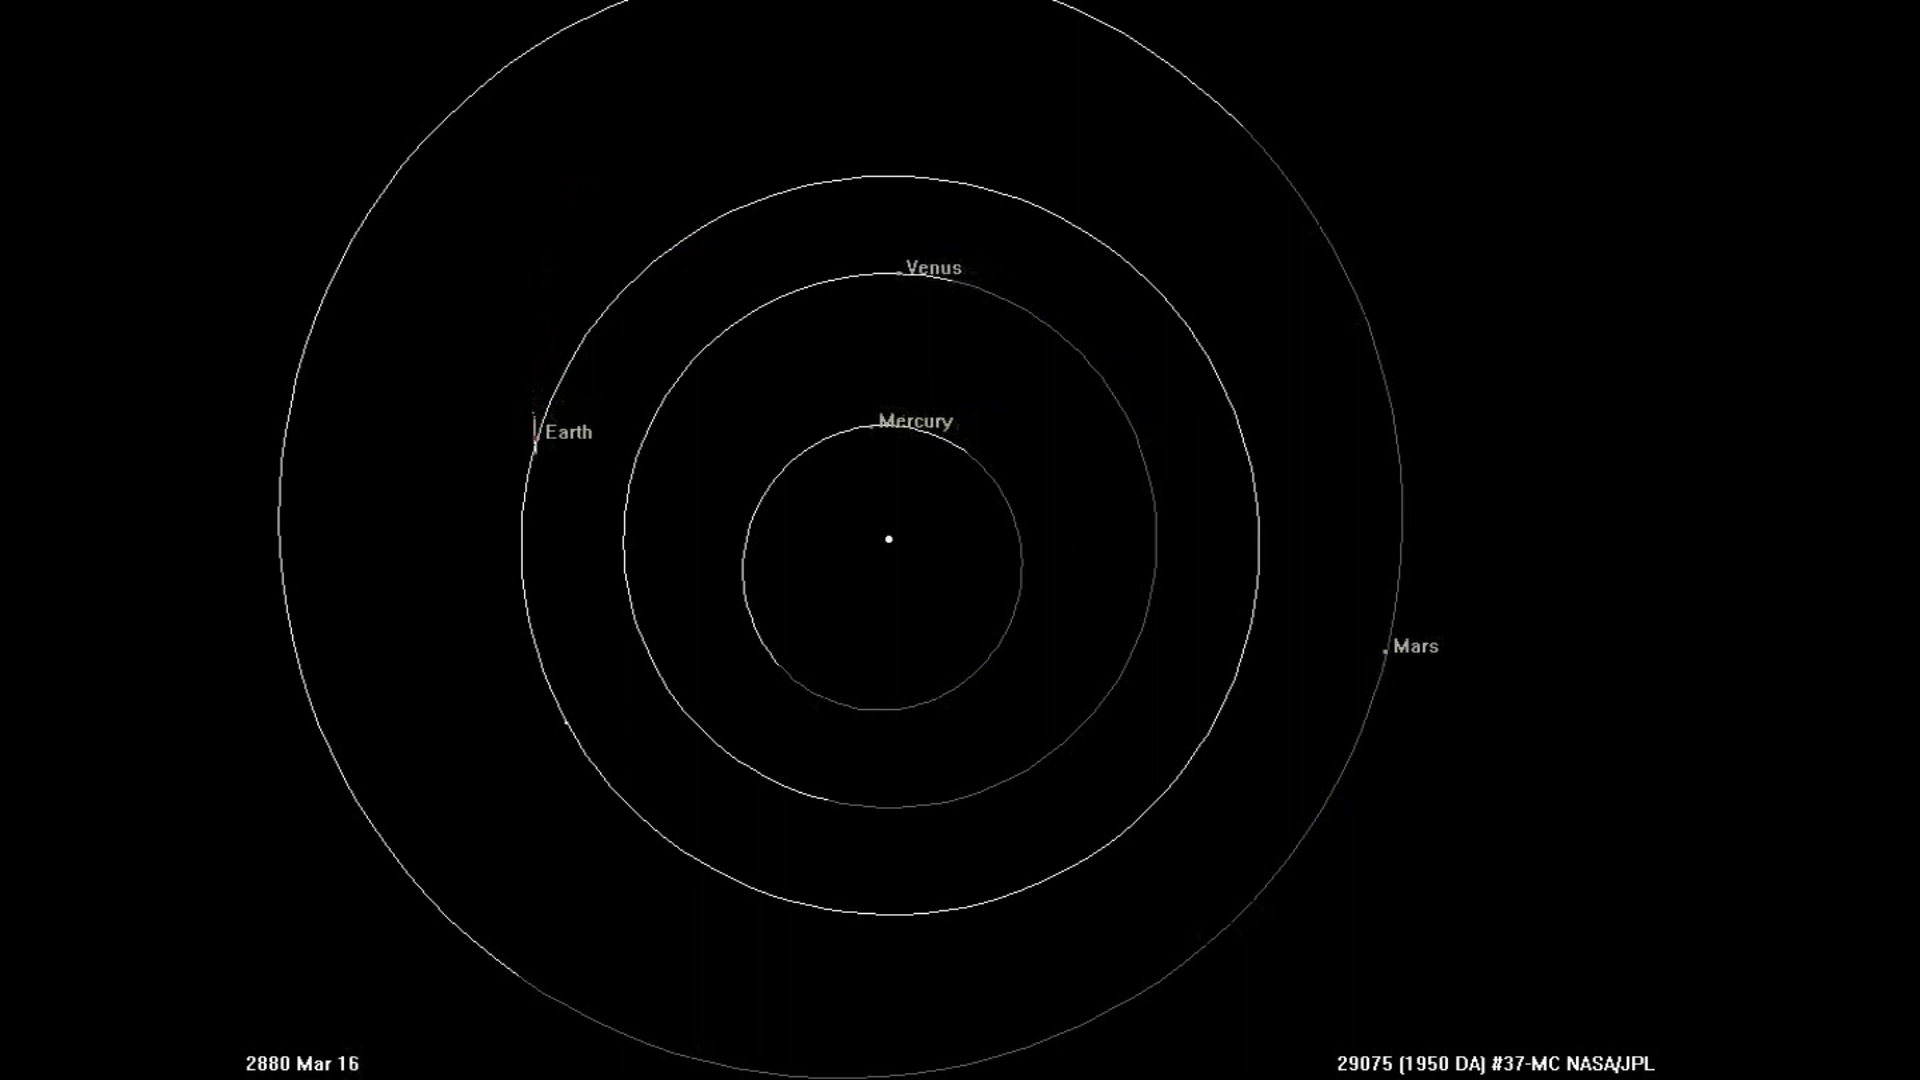 Venus
Mercury
Earth
Mars
2880 Mar 16
29075 (1950 DA) #37-MC NASA/JPL